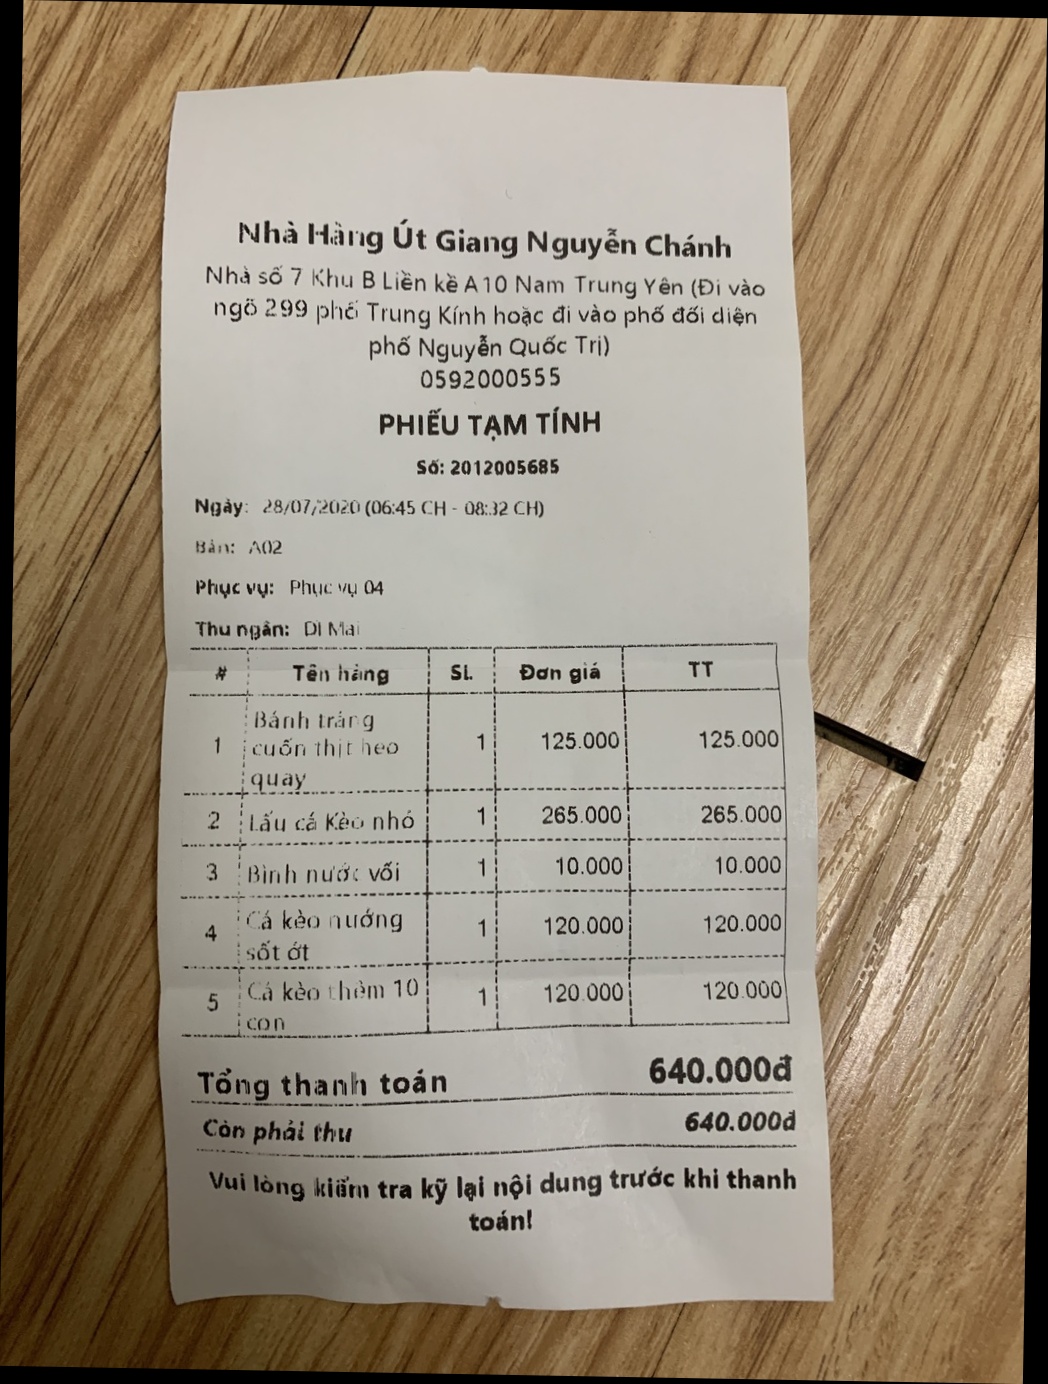 Nhà Hàng Út Giang Nguyễn Chánh
Nhà số 7 Khu B Liền kề A10 Nam Trung Yên (Đi vào
ngõ 299 phố Trung Kính hoặc đi vào phố đối diện
phố Nguyễn Quốc Trị)
0592000555
PHIẾU TẠM TÍNH
Số: 2012005685
Ngày: 28/07/2020 (06:45 CH - 08:32 CH)
Bàn: A02
Phục vụ: Phục vụ 04
Thu ngân: Dì Mai
# Tên hàng SL Đơn giá TT
Bánh tráng
1 cuốn thịt heo 1 125.000 125.000
quay
2 Lẩu cá Kèo nhỏ 1 265.000 265.000
3 Bình nước vối 1 10.000 10.000
4 Cá kèo nướng 1 120.000 120.000
sốt ớt
5 Cá kèo thêm 10 1 120.000 120.000
con
Tổng thanh toán 640.000đ
Còn phải thu 640.000đ
Vui lòng kiểm tra kỹ lại nội dung trước khi thanh
toán!